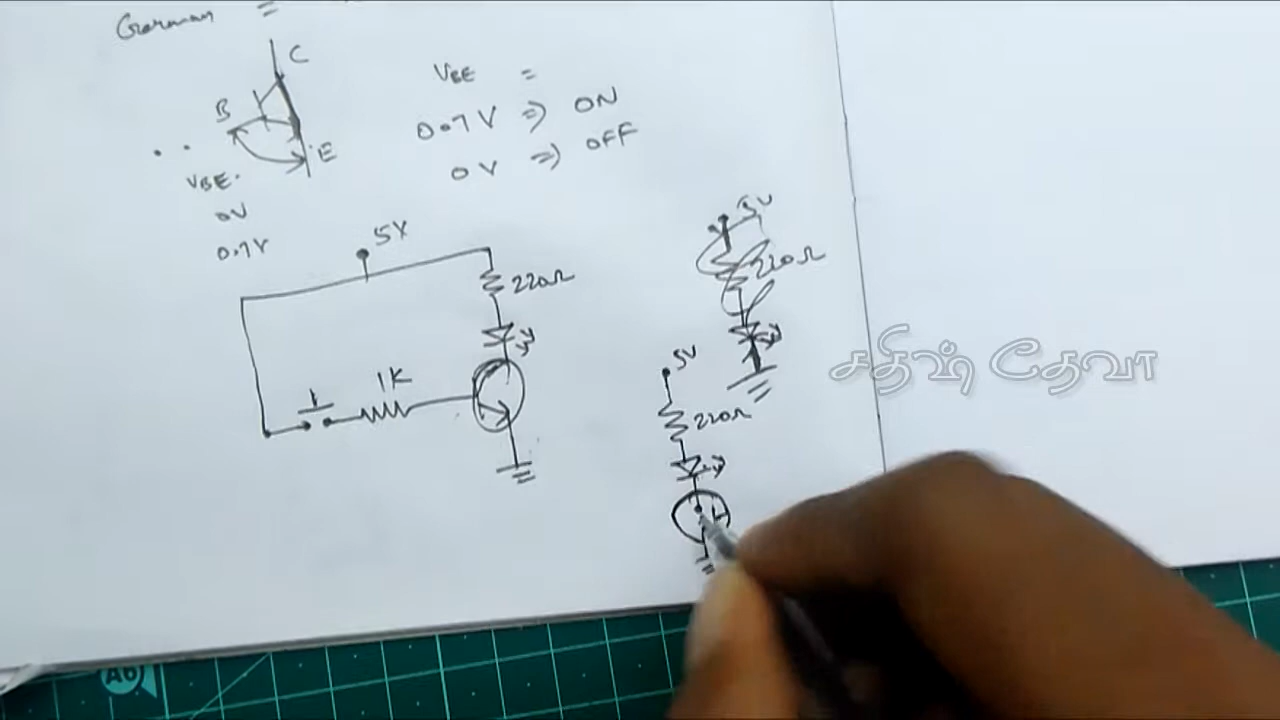 German =
C
B
E
VBE.
0V
0.7V
VBE =
0.7V => ON
0V => OFF
5V
220Ω
1K
5V
220Ω
5V
220Ω
சதிஷ் தேவா
A6